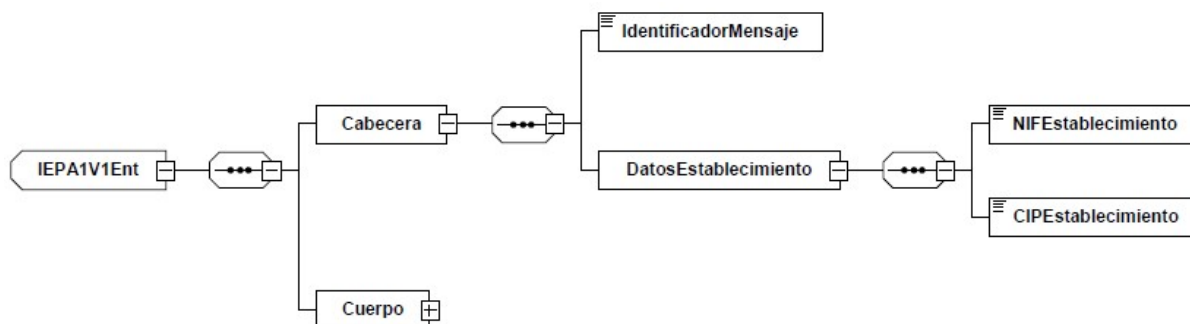 IdentificadorMensaje
Cabecera
NIFEstablecimiento
IEPA1V1Ent
DatosEstablecimiento
CIPEstablecimiento
Cuerpo